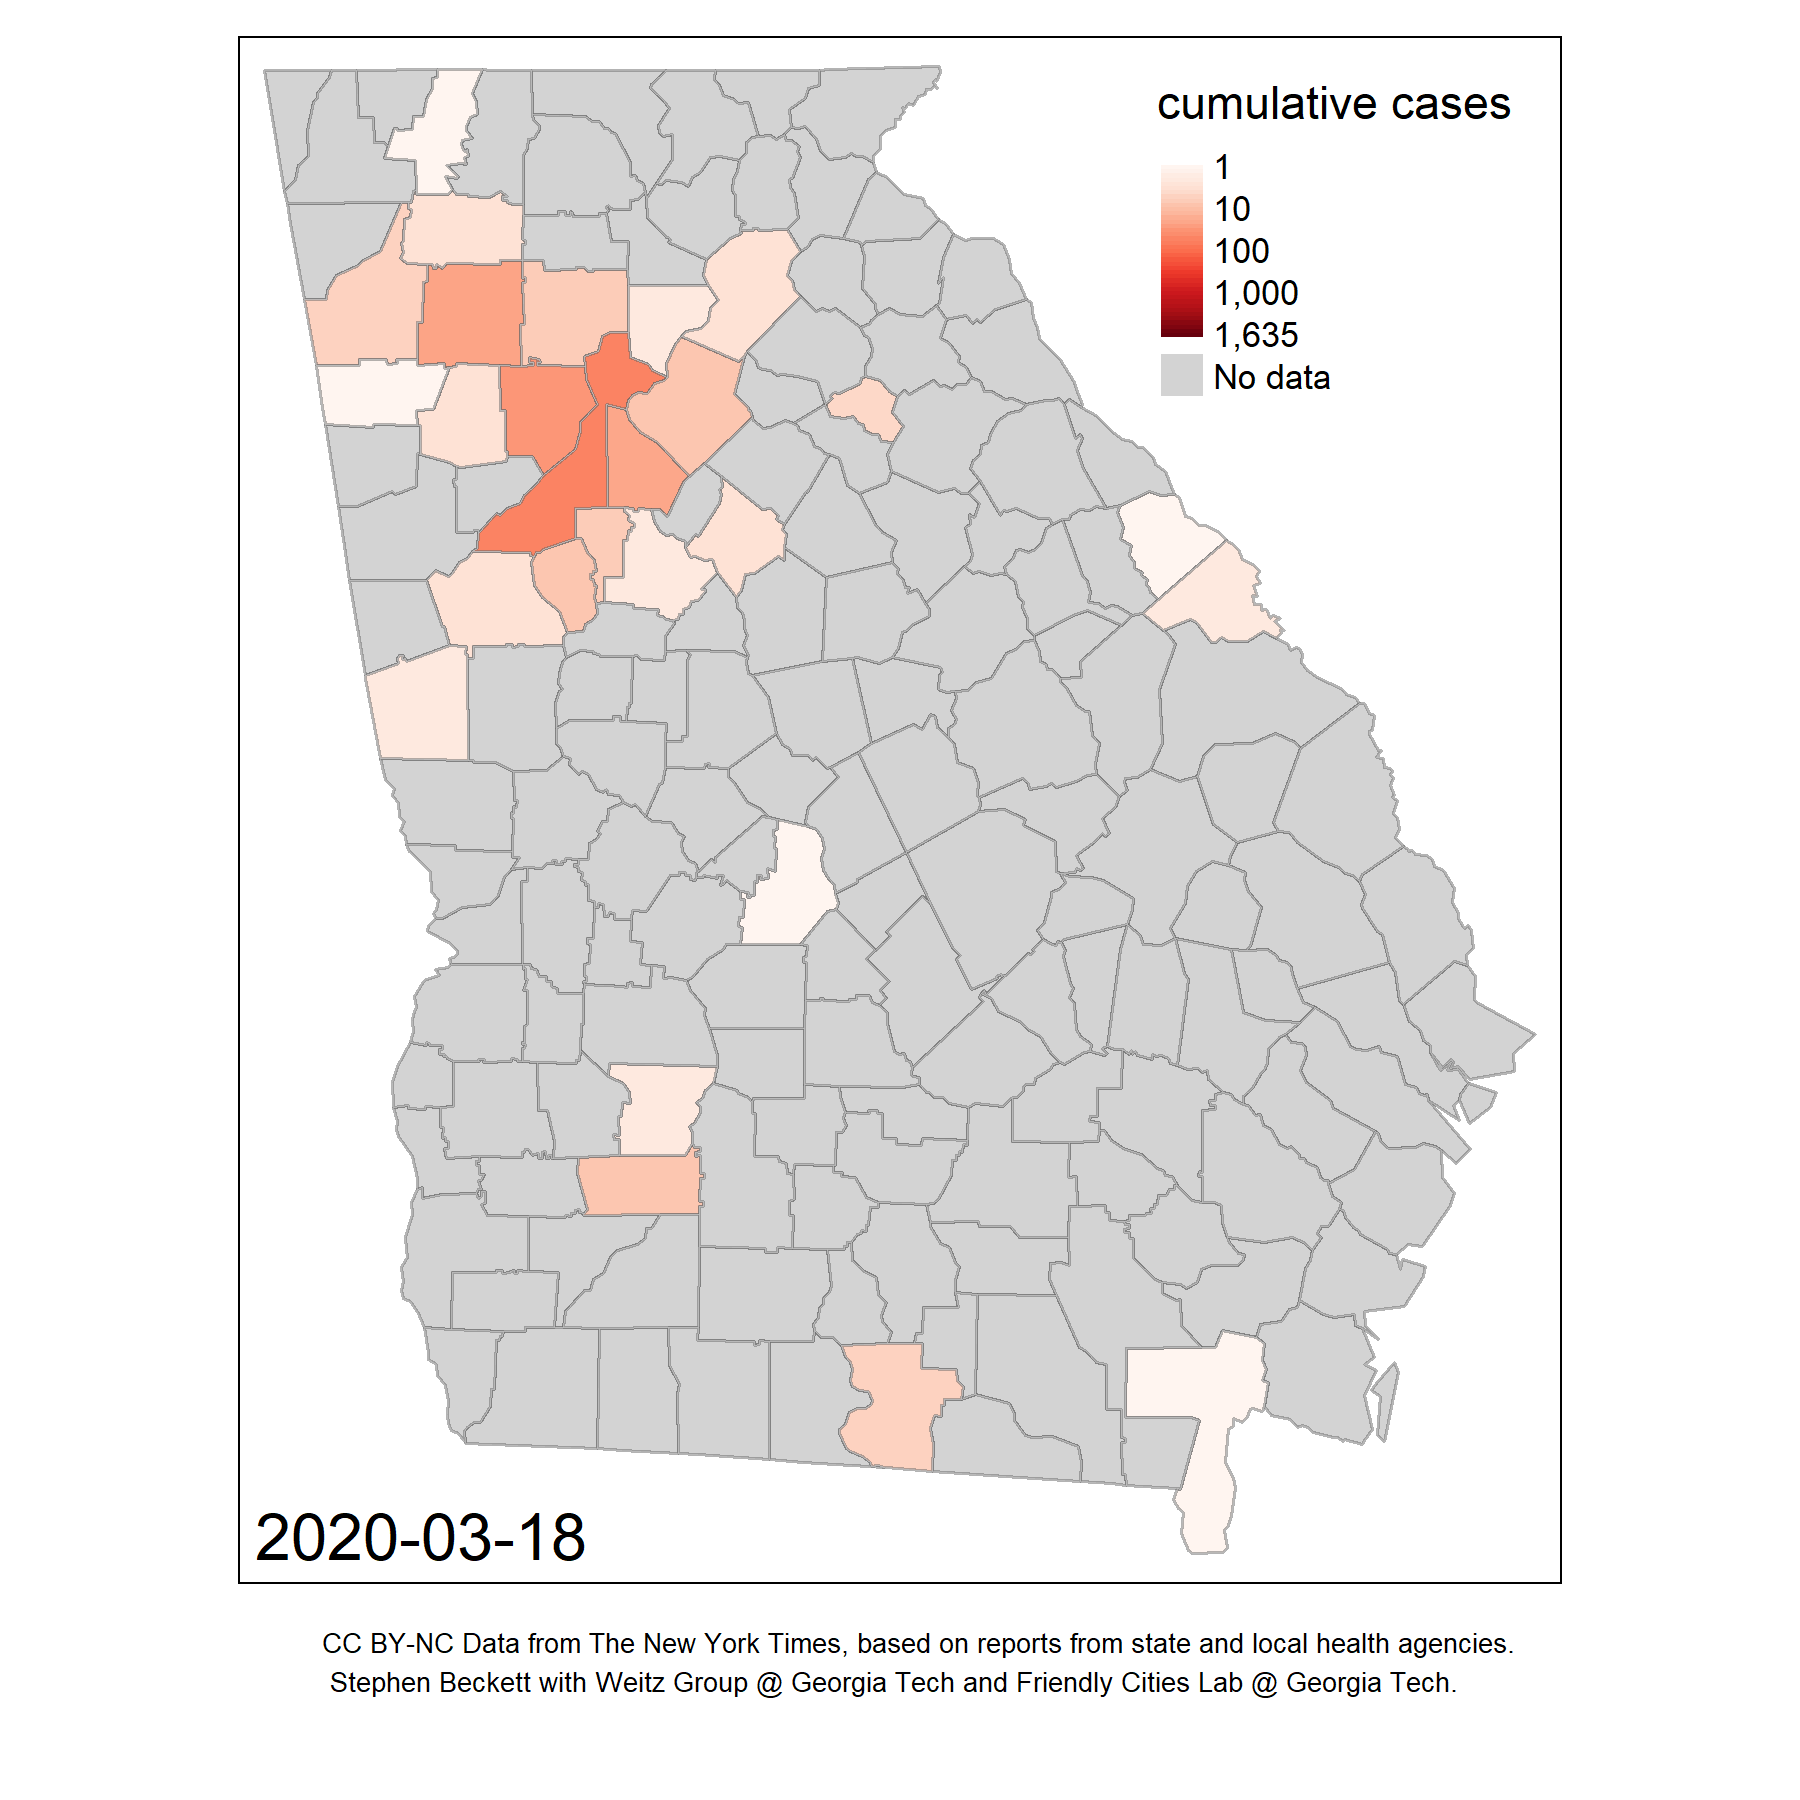 cumulative cases
1
10
100
1,000
1,635
No data
2020-03-18
CC BY-NC Data from The New York Times, based on reports from state and local health agencies.
Stephen Beckett with Weitz Group @ Georgia Tech and Friendly Cities Lab @ Georgia Tech.